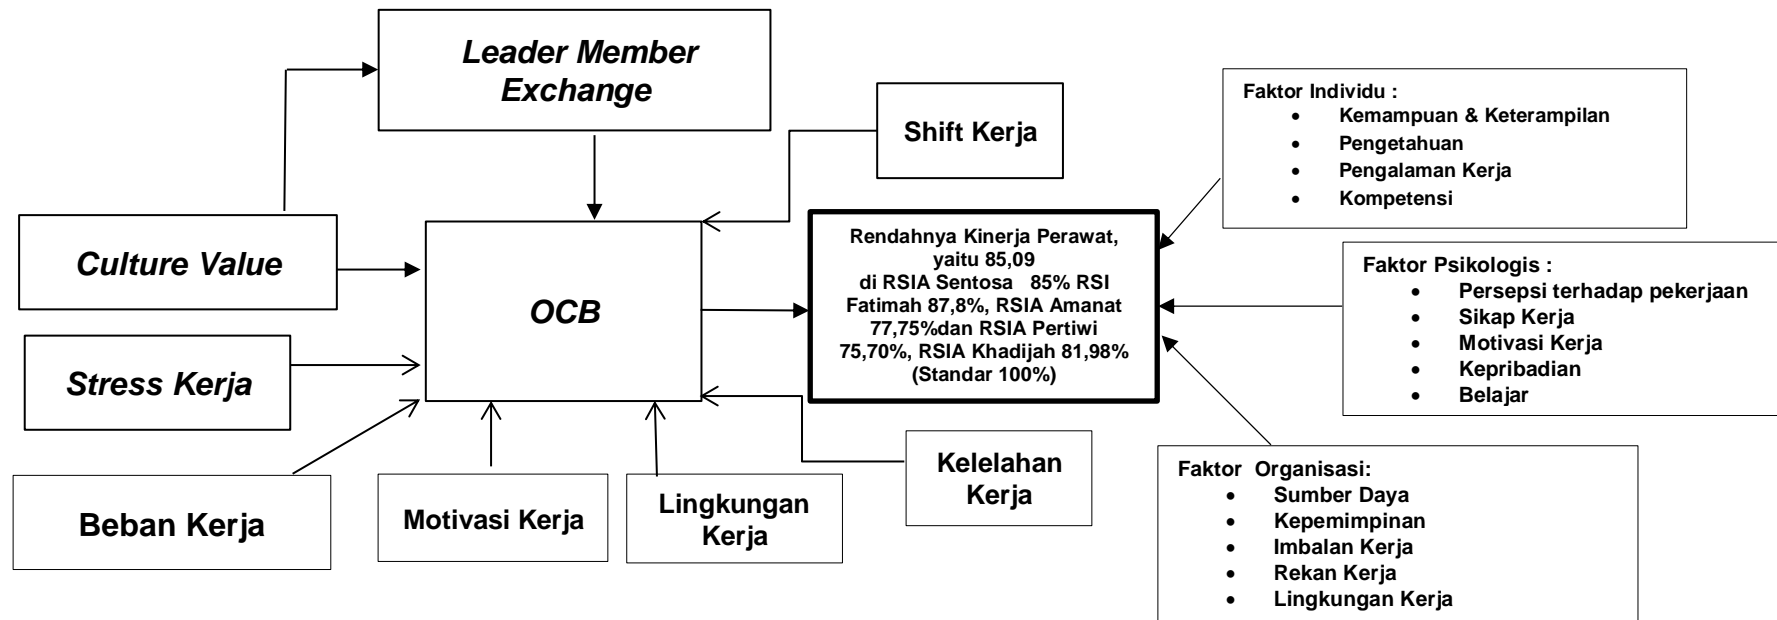 Leader Member
Exchange
Shift Kerja
Faktor Individu :
• Kemampuan & Keterampilan
• Pengetahuan
• Pengalaman Kerja
• Kompetensi
Culture Value
OCB
Rendahnya Kinerja Perawat,
yaitu 85,09
di RSIA Sentosa 85% RSI
Fatimah 87,8%, RSIA Amanat
77,75%dan RSIA Pertiwi
75,70%, RSIA Khadijah 81,98%
(Standar 100%)
Faktor Psikologis :
• Persepsi terhadap pekerjaan
• Sikap Kerja
• Motivasi Kerja
• Kepribadian
• Belajar
Stress Kerja
Beban Kerja
Motivasi Kerja
Lingkungan
Kerja
Kelelahan
Kerja
Faktor Organisasi:
• Sumber Daya
• Kepemimpinan
• Imbalan Kerja
• Rekan Kerja
• Lingkungan Kerja